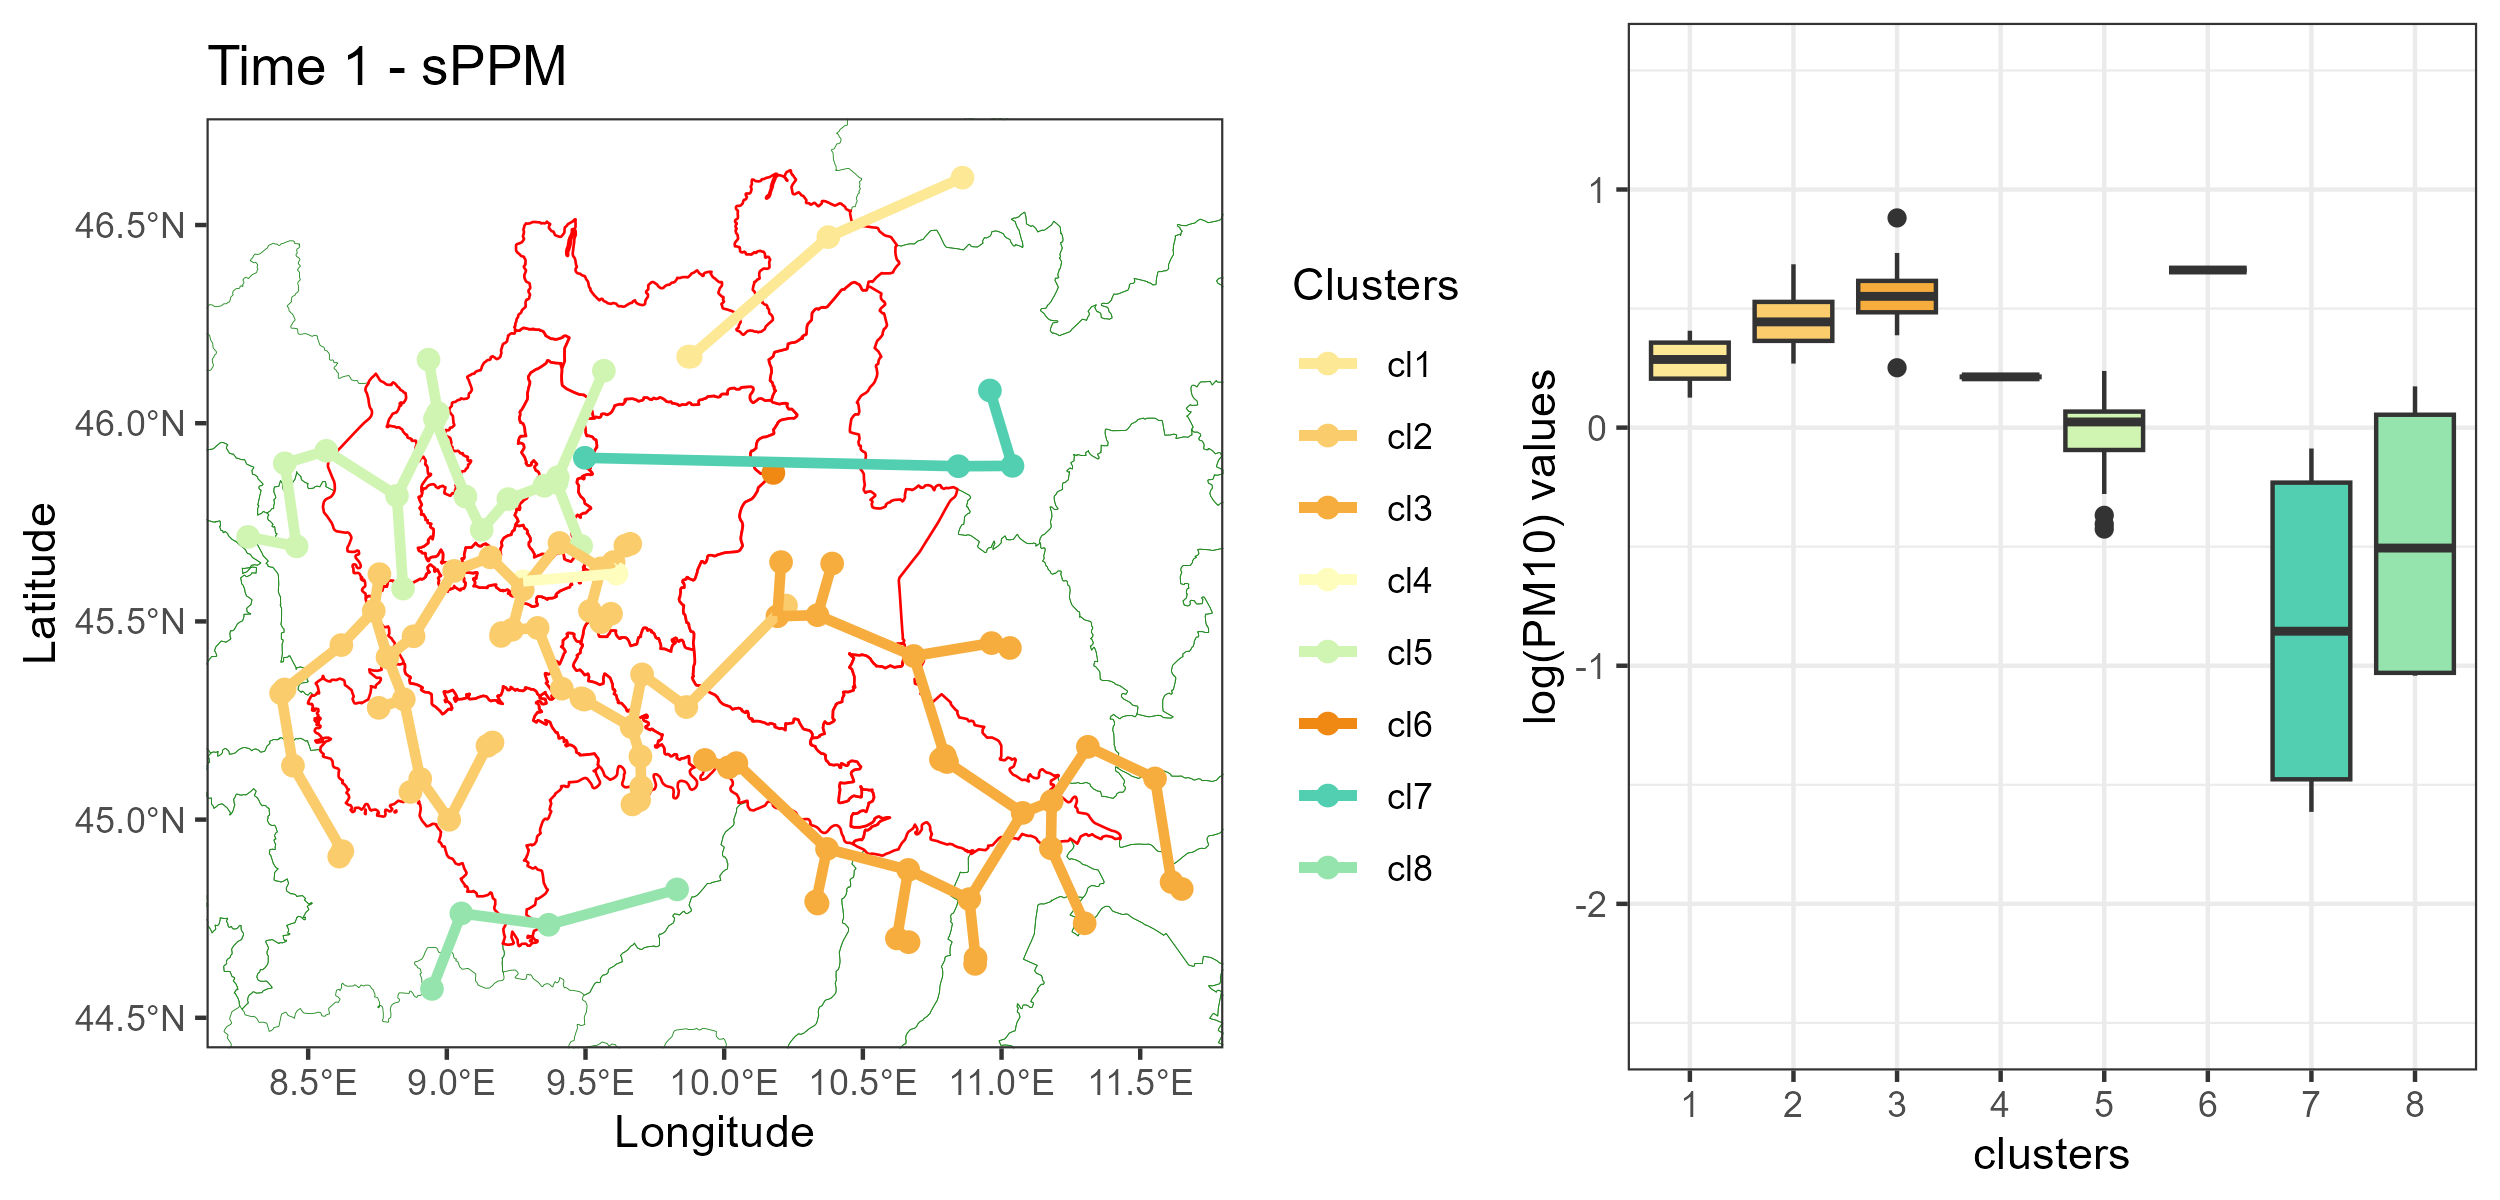 Time 1 - sPPM
Latitude
46.5°N
46.0°N
45.5°N
45.0°N
44.5°N
8.5°E 9.0°E 9.5°E 10.0°E 10.5°E 11.0°E 11.5°E
Longitude
Clusters
cl1
cl2
cl3
cl4
cl5
cl6
cl7
cl8
log(PM10) values
1
0
-1
-2
1 2 3 4 5 6 7 8
clusters